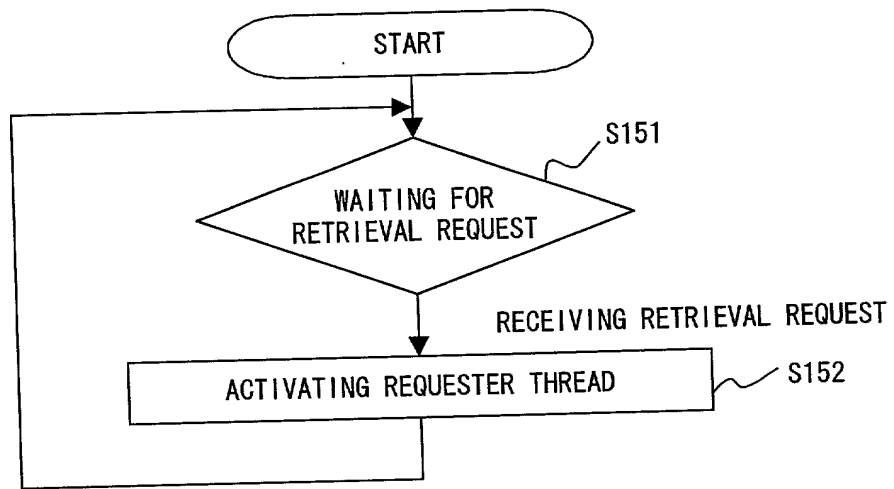 START
S151
WAITING FOR
RETRIEVAL REQUEST
RECEIVING RETRIEVAL REQUEST
ACTIVATING REQUESTER THREAD
S152